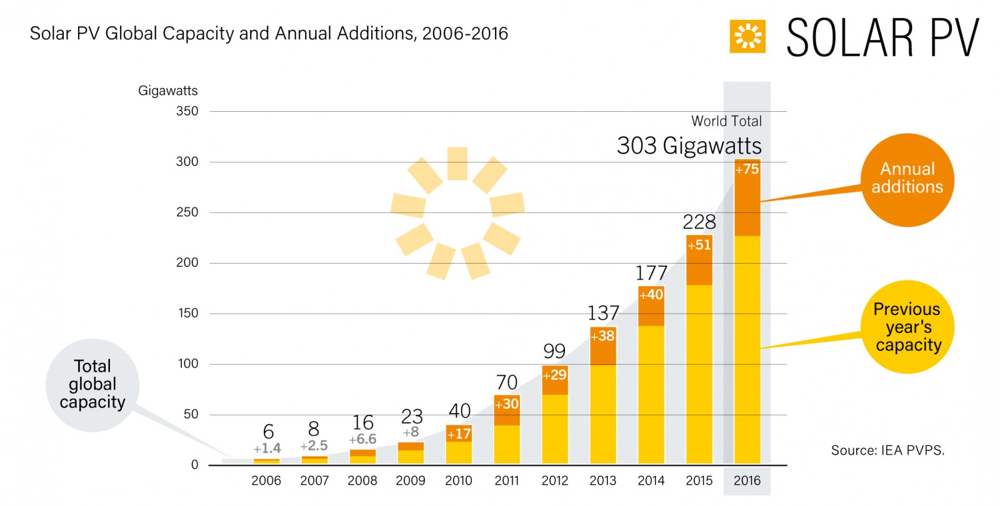 Solar PV Global Capacity and Annual Additions, 2006-2016
SOLAR PV
Gigawatts
350
300
250
200
150
100
50
0
World Total
303 Gigawatts
6
+1.4
8
+2.5
16
+6.6
23
+8
40
+17
70
+30
99
+29
137
+38
177
+40
228
+51
+75
2006
2007
2008
2009
2010
2011
2012
2013
2014
2015
2016
Total
global
capacity
Annual
additions
Previous
year's
capacity
Source: IEA PVPS.